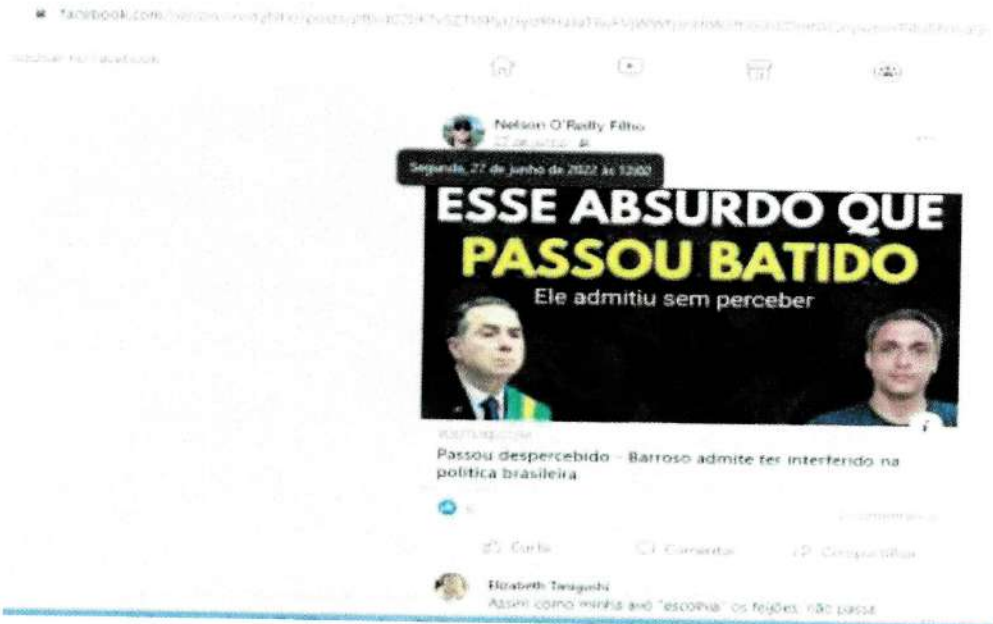 facebook.com
Nelson O'Reilly Filho
Segunda, 27 de junho de 2022 às 12:02
ESSE ABSURDO QUE
PASSOU BATIDO
Ele admitiu sem perceber
Passou despercebido - Barroso admite ter interferido na
política brasileira
Curtir Comentar Compartilhar
Elizabeth
Assim como minha avó "escolhia" os feijões, não passa